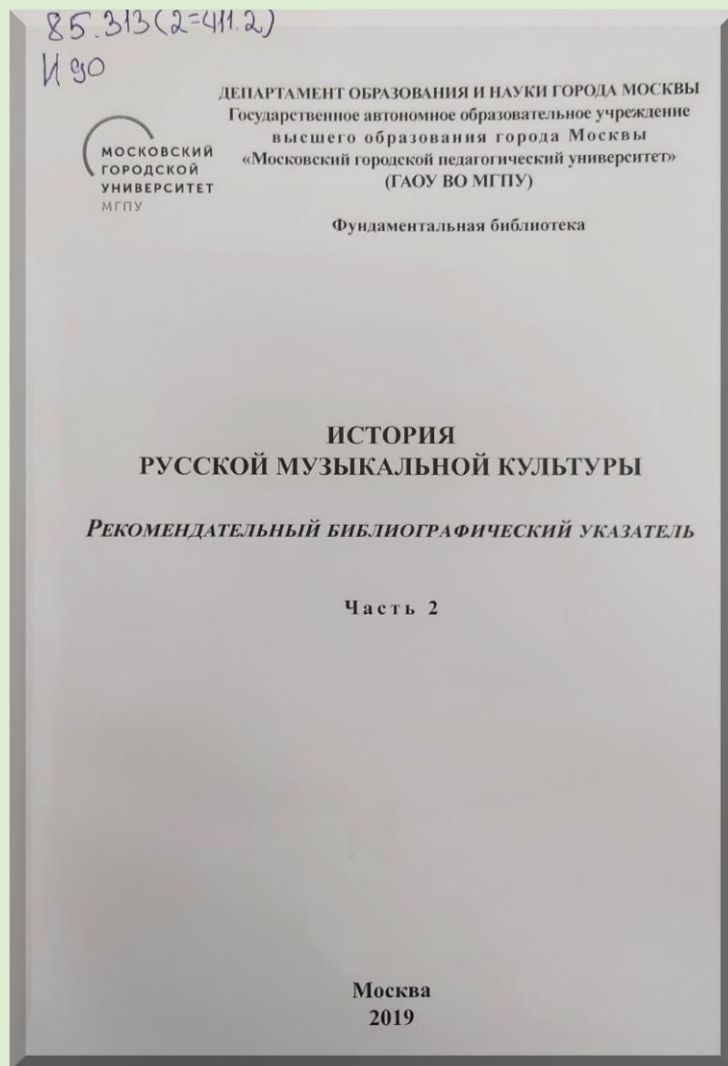 85.313(2=411.2)
И 90
ДЕПАРТАМЕНТ ОБРАЗОВАНИЯ И НАУКИ ГОРОДА МОСКВЫ
Государственное автономное образовательное учреждение
высшего образования города Москвы
«Московский городской педагогический университет»
(ГАОУ ВО МГПУ)
МОСКОВСКИЙ
ГОРОДСКОЙ
УНИВЕРСИТЕТ
МГПУ
Фундаментальная библиотека
ИСТОРИЯ
РУССКОЙ МУЗЫКАЛЬНОЙ КУЛЬТУРЫ
РЕКОМЕНДАТЕЛЬНЫЙ БИБЛИОГРАФИЧЕСКИЙ УКАЗАТЕЛЬ
Часть 2
Москва
2019